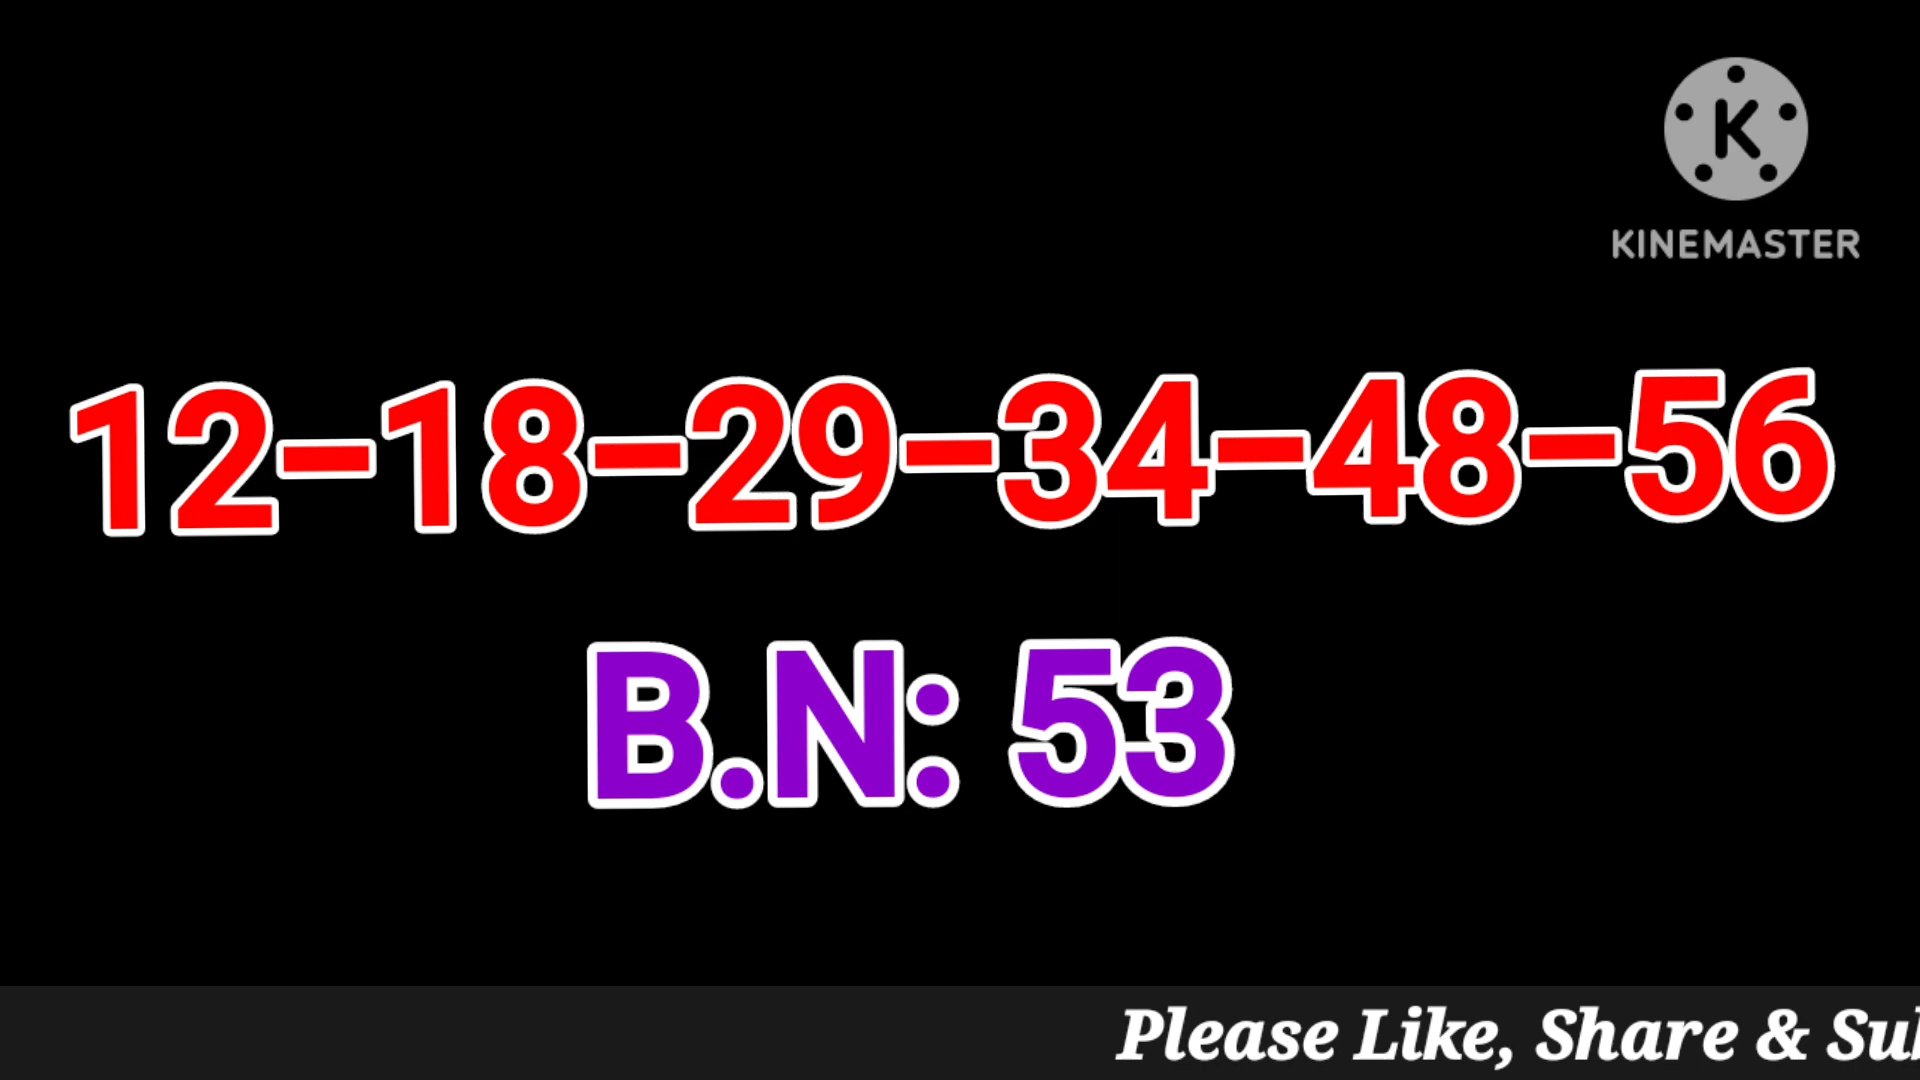 K
KINEMASTER
12-18-29-34-48-56
B.N: 53
Please Like, Share &